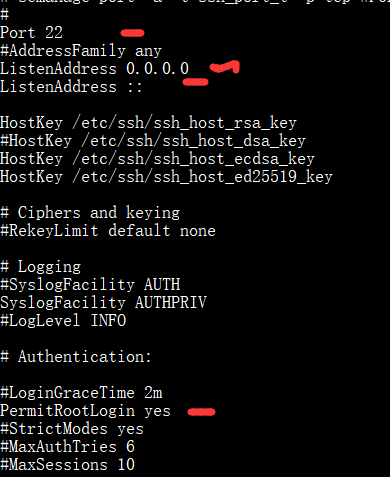 #
Port 22
#AddressFamily any
ListenAddress 0.0.0.0
ListenAddress ::
HostKey /etc/ssh/ssh_host_rsa_key
#HostKey /etc/ssh/ssh_host_dsa_key
HostKey /etc/ssh/ssh_host_ecdsa_key
HostKey /etc/ssh/ssh_host_ed25519_key
# Ciphers and keying
#RekeyLimit default none
# Logging
#SyslogFacility AUTH
SyslogFacility AUTHPRIV
#LogLevel INFO
# Authentication:
#LoginGraceTime 2m
PermitRootLogin yes
#StrictModes yes
#MaxAuthTries 6
#MaxSessions 10